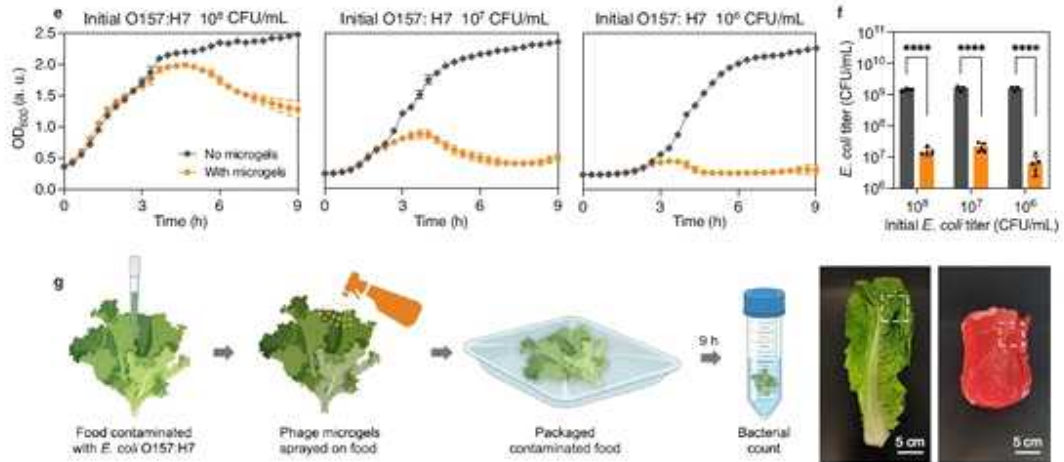 e
Initial O157:H7 10⁸ CFU/mL
Initial O157: H7 10⁷ CFU/mL
Initial O157: H7 10⁶ CFU/mL
f
OD₆₀₀ (a. u.)
2.5
2.0
1.5
1.0
0.5
0.0
No microgels
With microgels
0 3 6 9
Time (h)
0 3 6 9
Time (h)
0 3 6 9
Time (h)
E. coli titer (CFU/mL)
10¹¹
10¹⁰
10⁹
10⁸
10⁷
10⁶
10⁸ 10⁷ 10⁶
Initial E. coli titer (CFU/mL)
g
9 h
Food contaminated
with E. coli O157:H7
Phage microgels
sprayed on food
Packaged
contaminated food
Bacterial
count
5 cm
5 cm